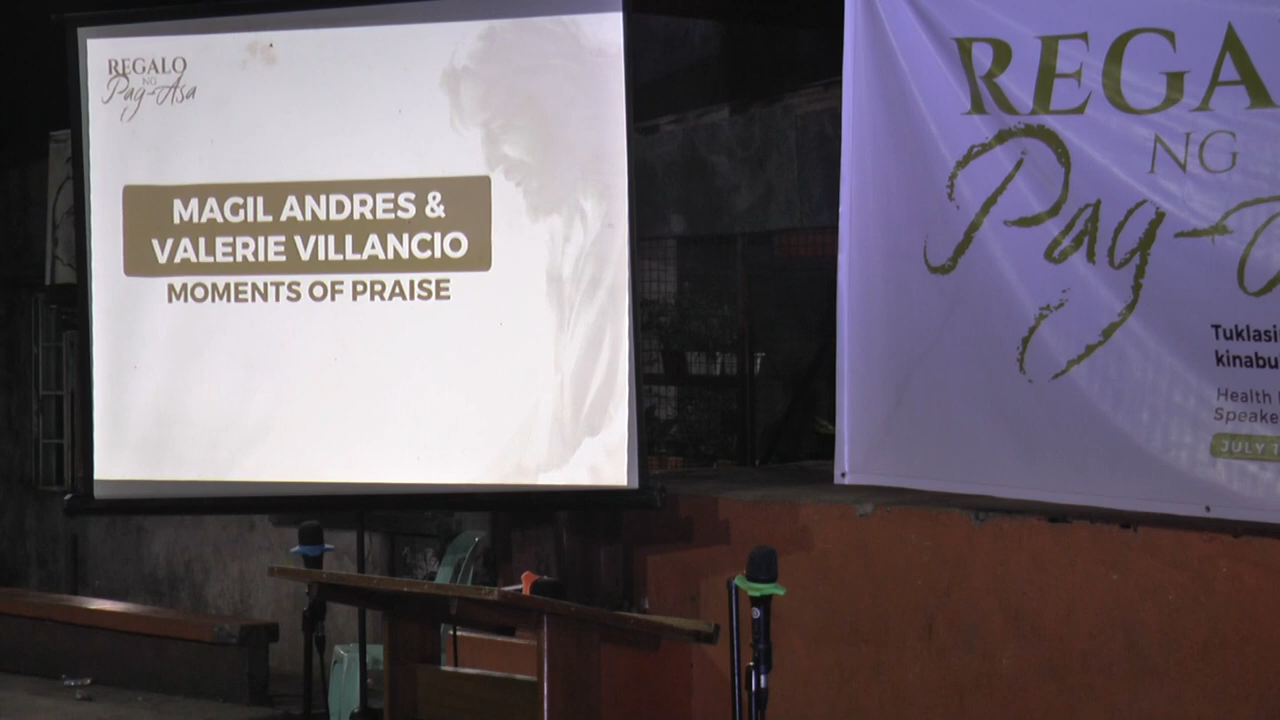 REGALO
NG
Pag-Asa
MAGIL ANDRES &
VALERIE VILLANCIO
MOMENTS OF PRAISE
REGA
NG
Pag-
Tuklasi
kinabu
Health
Speake
JULY